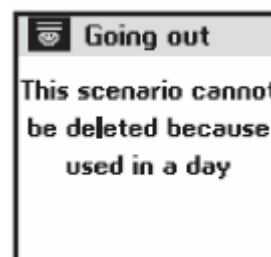 Going out
This scenario cannot
be deleted because
used in a day